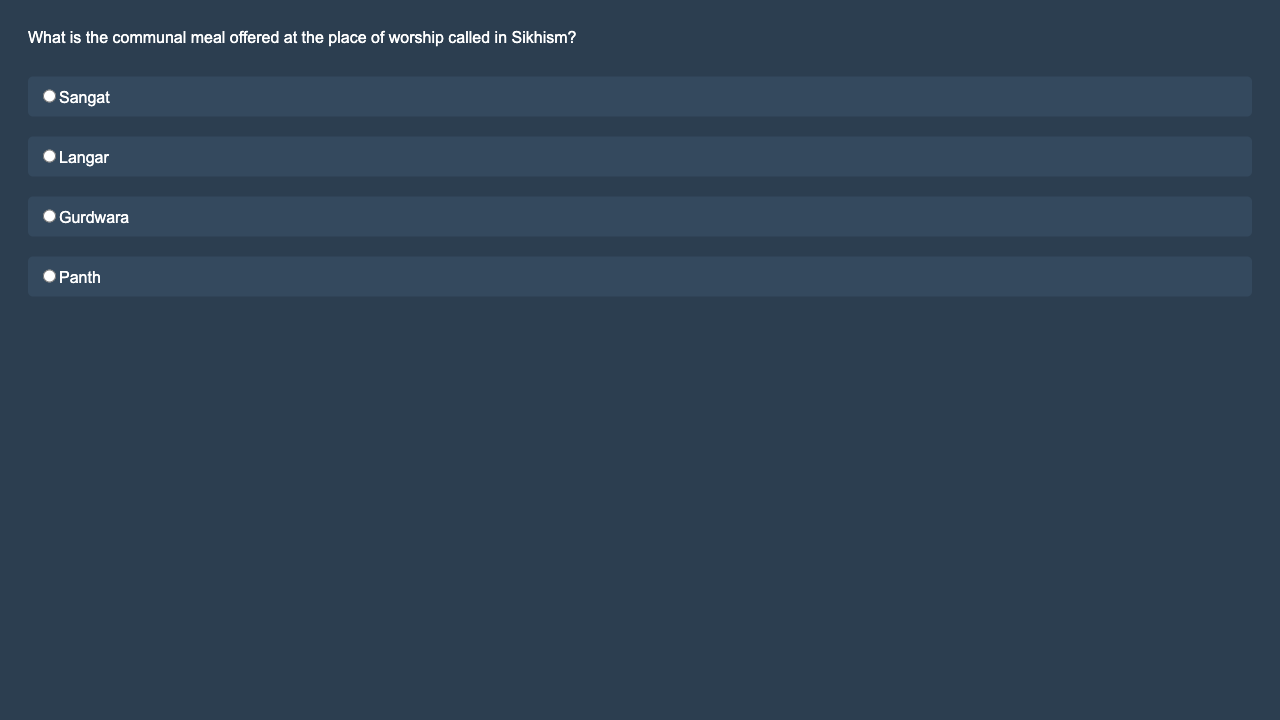 What is the communal meal offered at the place of worship called in Sikhism?
Sangat
Langar
Gurdwara
Panth